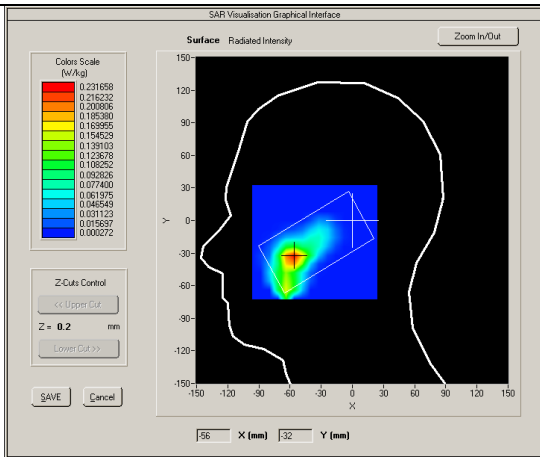 SAR Visualisation Graphical Interface
Surface Radiated Intensity
Zoom In/Out
Colors Scale
(W/kg)
0.231658
0.216232
0.200806
0.185380
0.169955
0.154529
0.139103
0.123678
0.108252
0.092826
0.077400
0.061975
0.046549
0.031123
0.015697
0.000272
Z-Cuts Control
<< Upper Cut
Z = 0.2 mm
Lower Cut >>
SAVE Cancel
150
120
90
60
30
0
-30
-60
-90
-120
-150
Y
-150 -120 -90 -60 -30 0 30 60 90 120 150
X
-56 X (mm) -32 Y (mm)